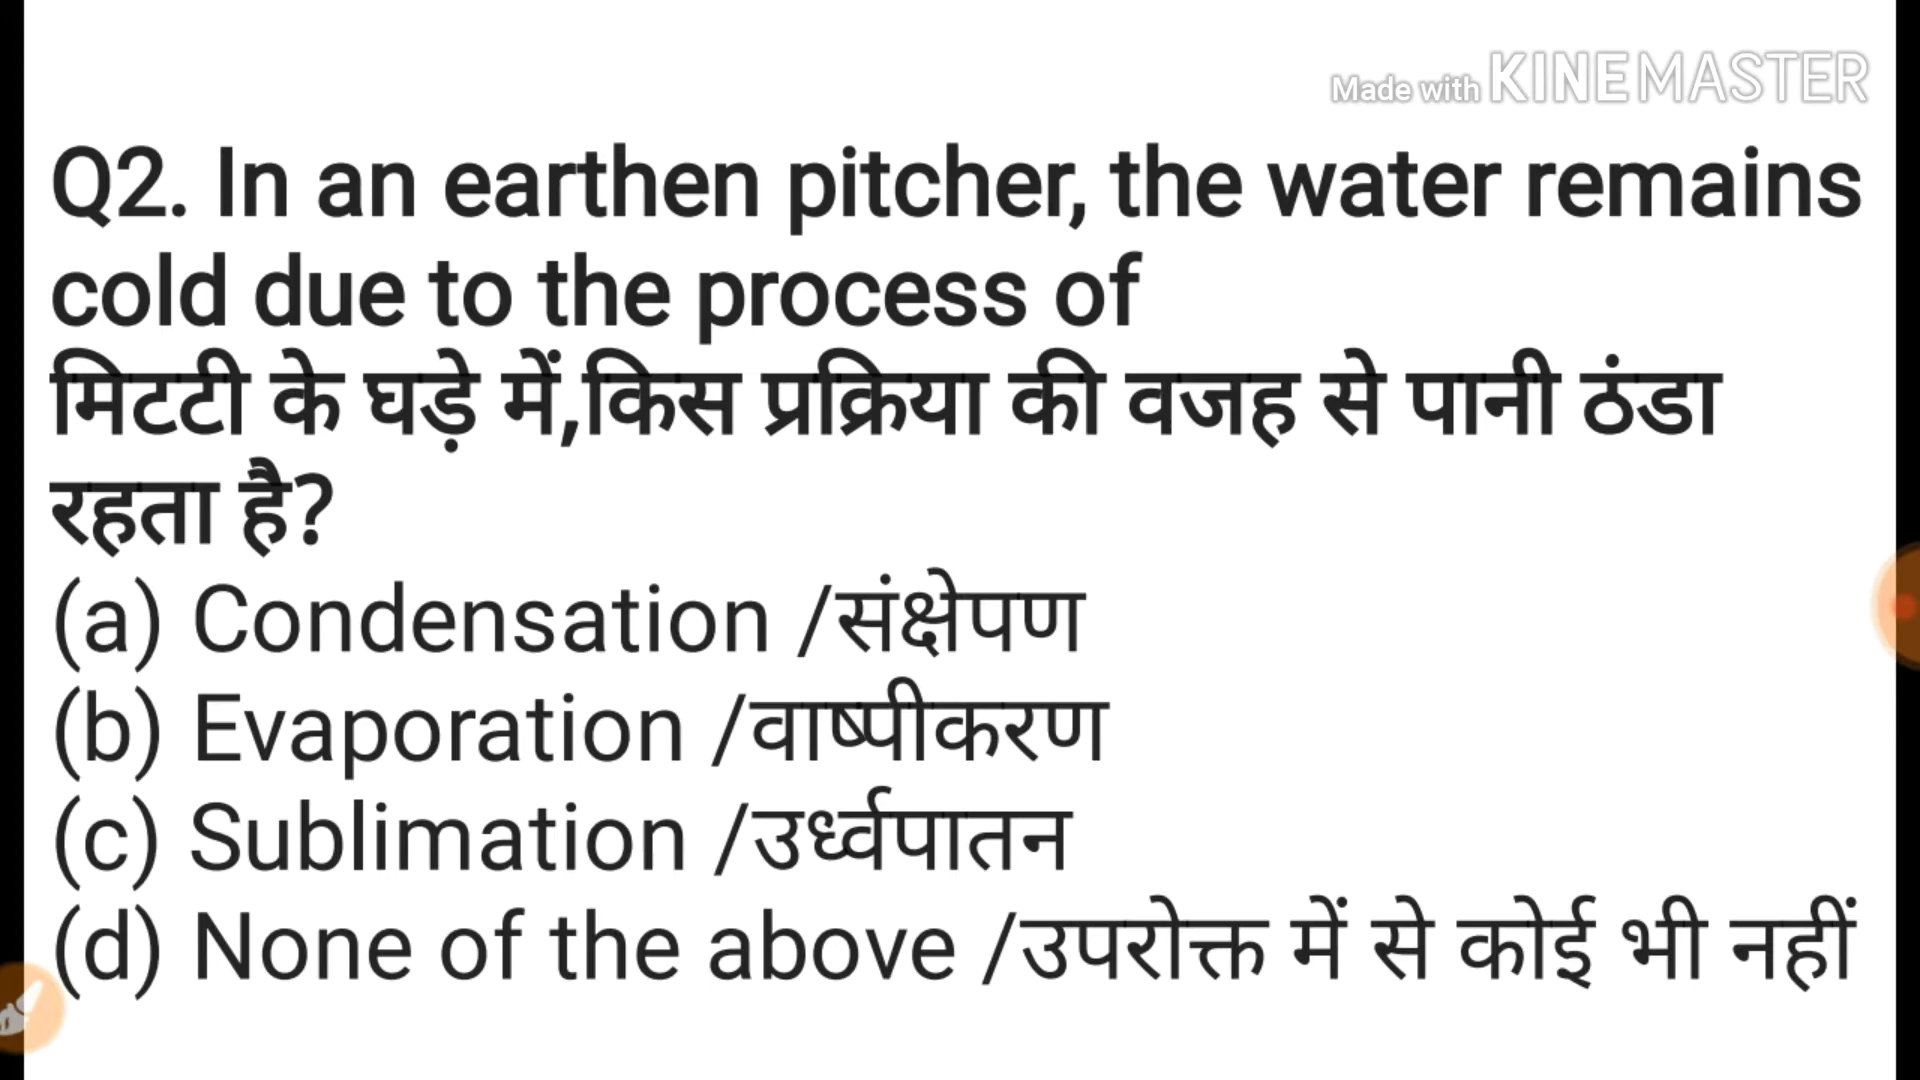 Made with KINEMASTER
Q2. In an earthen pitcher, the water remains
cold due to the process of
मिटटी के घड़े में,किस प्रक्रिया की वजह से पानी ठंडा
रहता है?
(a) Condensation /संक्षेपण
(b) Evaporation /वाष्पीकरण
(c) Sublimation /उर्ध्वपातन
(d) None of the above /उपरोक्त में से कोई भी नहीं